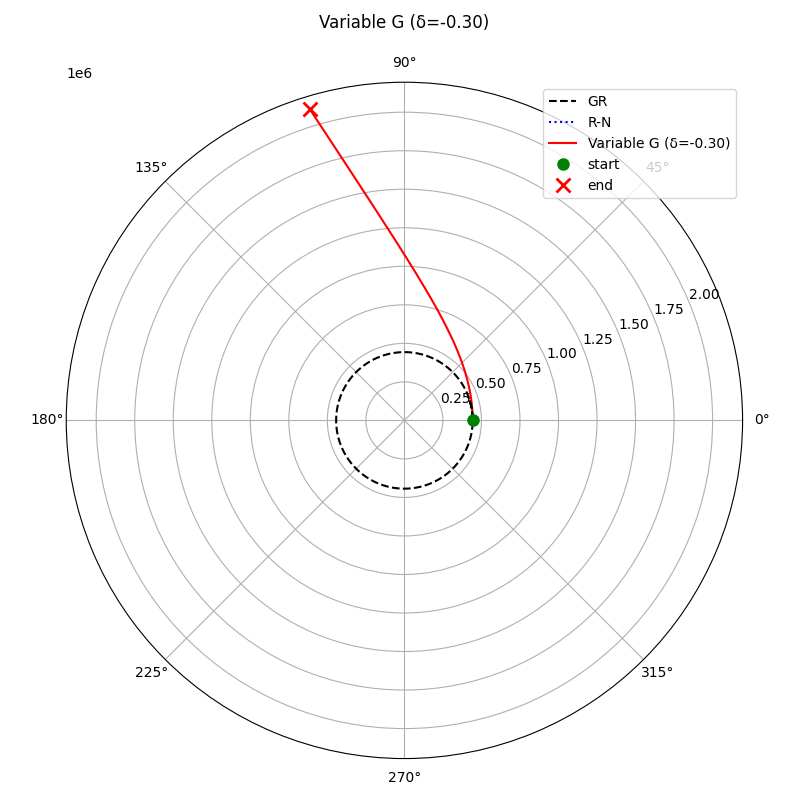 Variable G (δ=-0.30)
1e6
90°
GR
R-N
Variable G (δ=-0.30)
start
end
135°
45°
2.00
1.75
1.50
1.25
1.00
0.75
0.50
0.25
180°
0°
225°
315°
270°